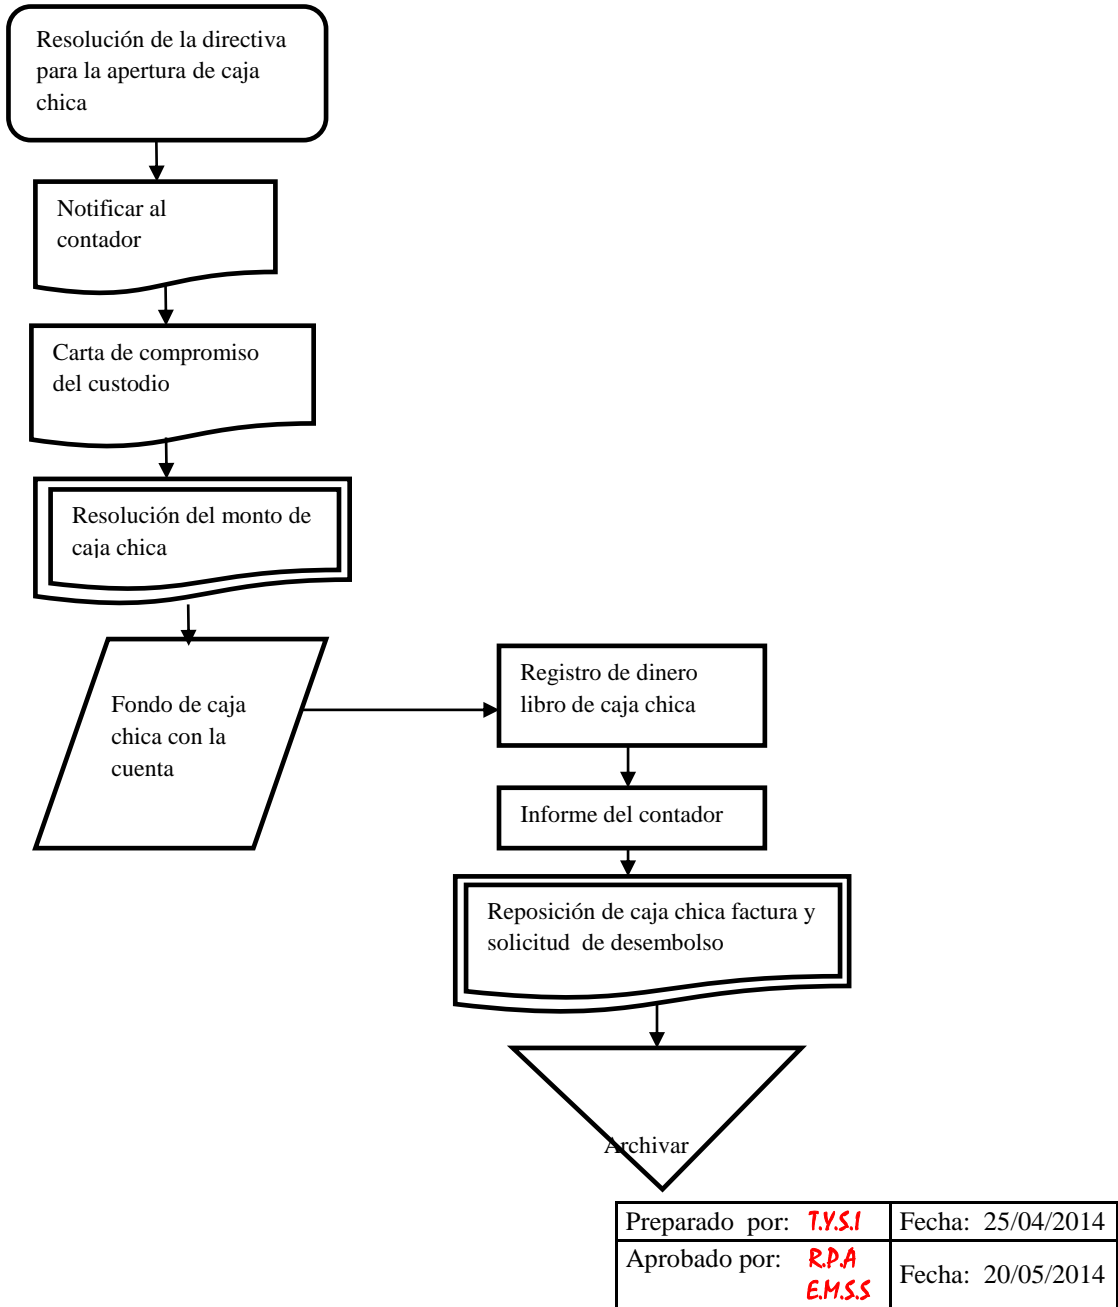 Resolución de la directiva
para la apertura de caja
chica
Notificar al
contador
Carta de compromiso
del custodio
Resolución del monto de
caja chica
Fondo de caja
chica con la
cuenta
Registro de dinero
libro de caja chica
Informe del contador
Reposición de caja chica factura y
solicitud de desembolso
Archivar
Preparado por: T.Y.S.I Fecha: 25/04/2014
Aprobado por: R.P.A
E.M.S.S Fecha: 20/05/2014